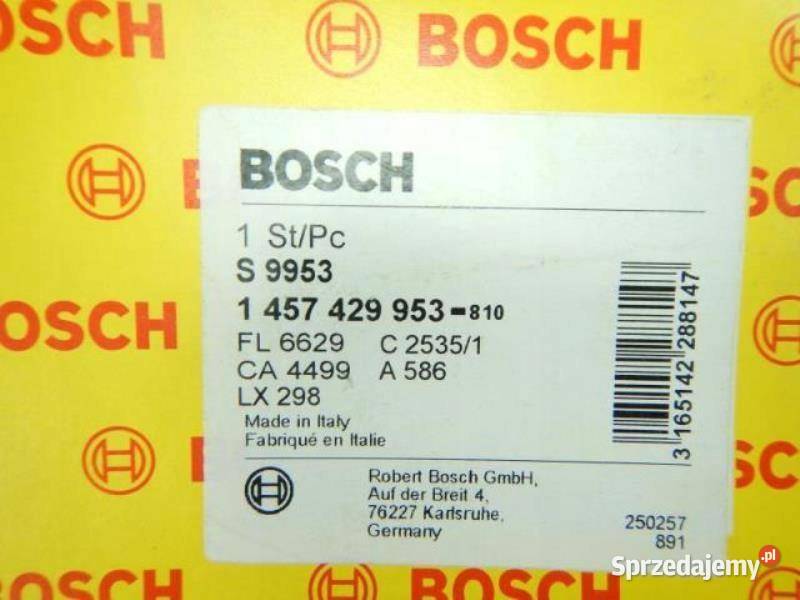 OSCH
BOSCH
BOSCH
BOSCH
BOSCH
1 St/Pc
S 9953
1 457 429 953-810
FL 6629 C 2535/1
CA 4499 A 586
LX 298
Made in Italy
Fabriqué en Italie
Robert Bosch GmbH,
Auf der Breit 4,
76227 Karlsruhe,
Germany
3 165142 288147
250257
891
SC
BOSCH
Sprzedajemy.pl